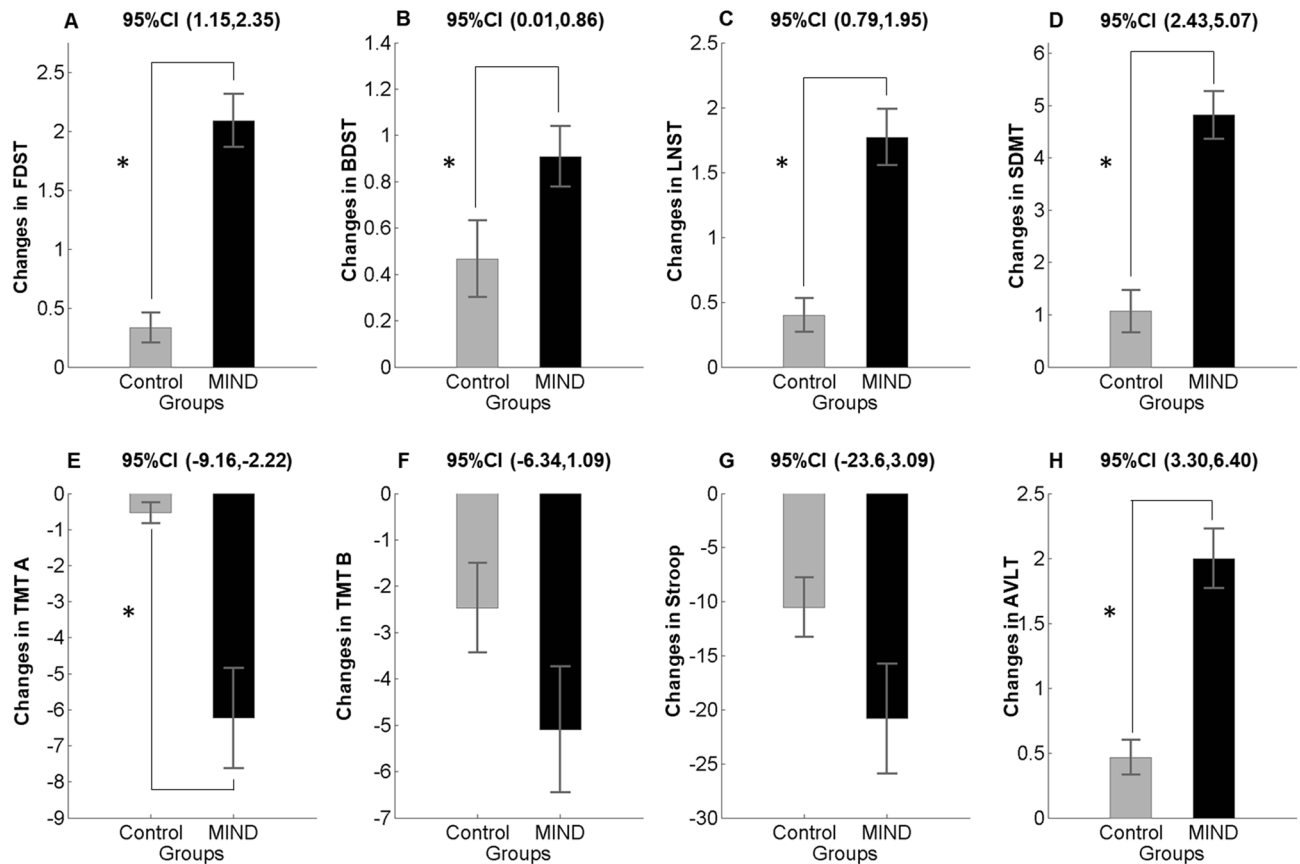 A 95%CI (1.15,2.35)
Changes in FDST
2.5
2
1.5
1
0.5
0
*
Control MIND
Groups
B 95%CI (0.01,0.86)
Changes in BDST
1.4
1.2
1
0.8
0.6
0.4
0.2
0
*
Control MIND
Groups
C 95%CI (0.79,1.95)
Changes in LNST
2.5
2
1.5
1
0.5
0
*
Control MIND
Groups
D 95%CI (2.43,5.07)
Changes in SDMT
6
5
4
3
2
1
0
*
Control MIND
Groups
E 95%CI (-9.16,-2.22)
Changes in TMT A
0
-1
-2
-3
-4
-5
-6
-7
-8
-9
*
Control MIND
Groups
F 95%CI (-6.34,1.09)
Changes in TMT B
0
-1
-2
-3
-4
-5
-6
-7
Control MIND
Groups
G 95%CI (-23.6,3.09)
Changes in Stroop
0
-5
-10
-15
-20
-25
-30
Control MIND
Groups
H 95%CI (3.30,6.40)
Changes in AVLT
2.5
2
1.5
1
0.5
0
*
Control MIND
Groups